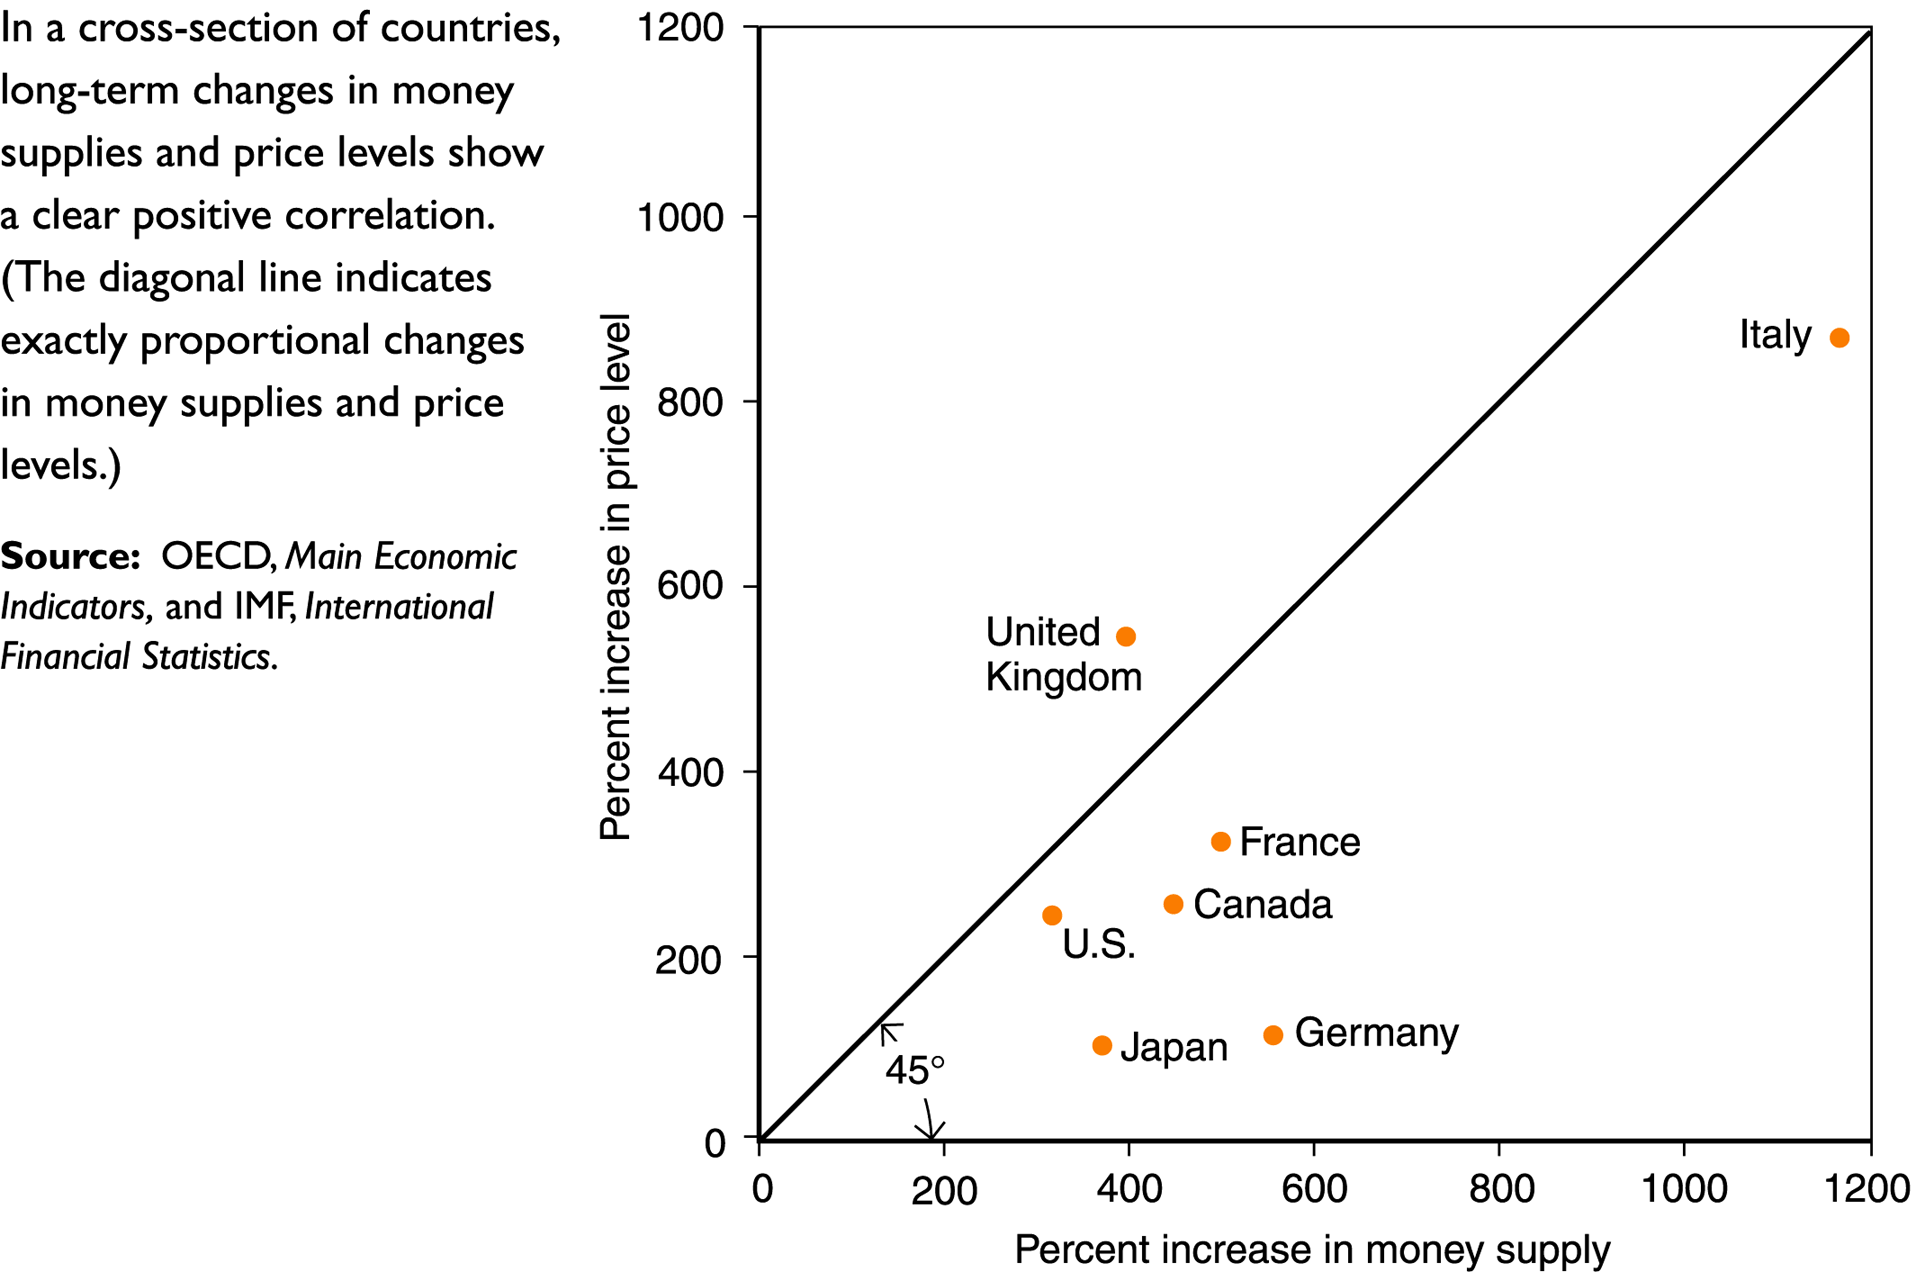 In a cross-section of countries,
long-term changes in money
supplies and price levels show
a clear positive correlation.
(The diagonal line indicates
exactly proportional changes
in money supplies and price
levels.)
Source: OECD, Main Economic
Indicators, and IMF, International
Financial Statistics.
Percent increase in price level
1200
1000
800
600
400
200
0
Italy
United
Kingdom
France
Canada
U.S.
Japan
Germany
45°
0 200 400 600 800 1000 1200
Percent increase in money supply